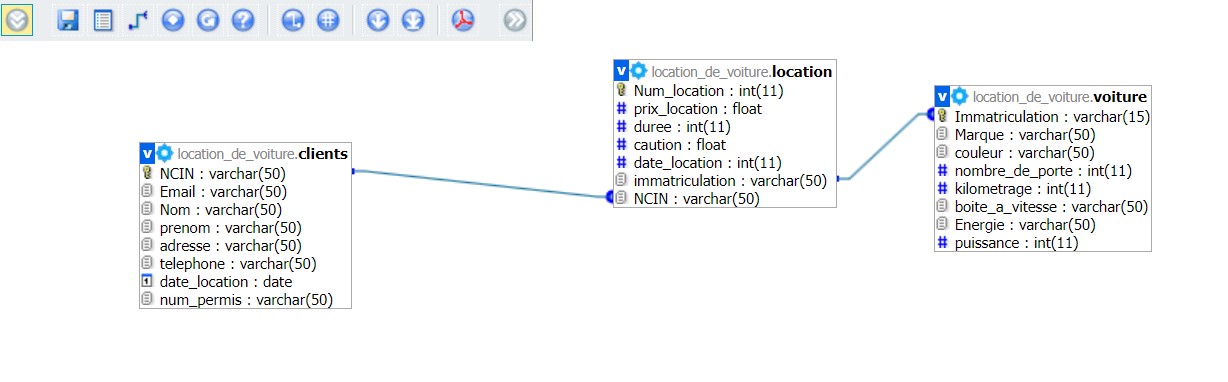 v location_de_voiture.clients
NCIN : varchar(50)
Email : varchar(50)
Nom : varchar(50)
prenom : varchar(50)
adresse : varchar(50)
telephone : varchar(50)
date_location : date
num_permis : varchar(50)
v location_de_voiture.location
Num_location : int(11)
# prix_location : float
# duree : int(11)
# caution : float
# date_location : int(11)
immatriculation : varchar(50)
NCIN : varchar(50)
v location_de_voiture.voiture
Immatriculation : varchar(15)
Marque : varchar(50)
couleur : varchar(50)
# nombre_de_porte : int(11)
# kilometrage : int(11)
boite_a_vitesse : varchar(50)
Energie : varchar(50)
# puissance : int(11)